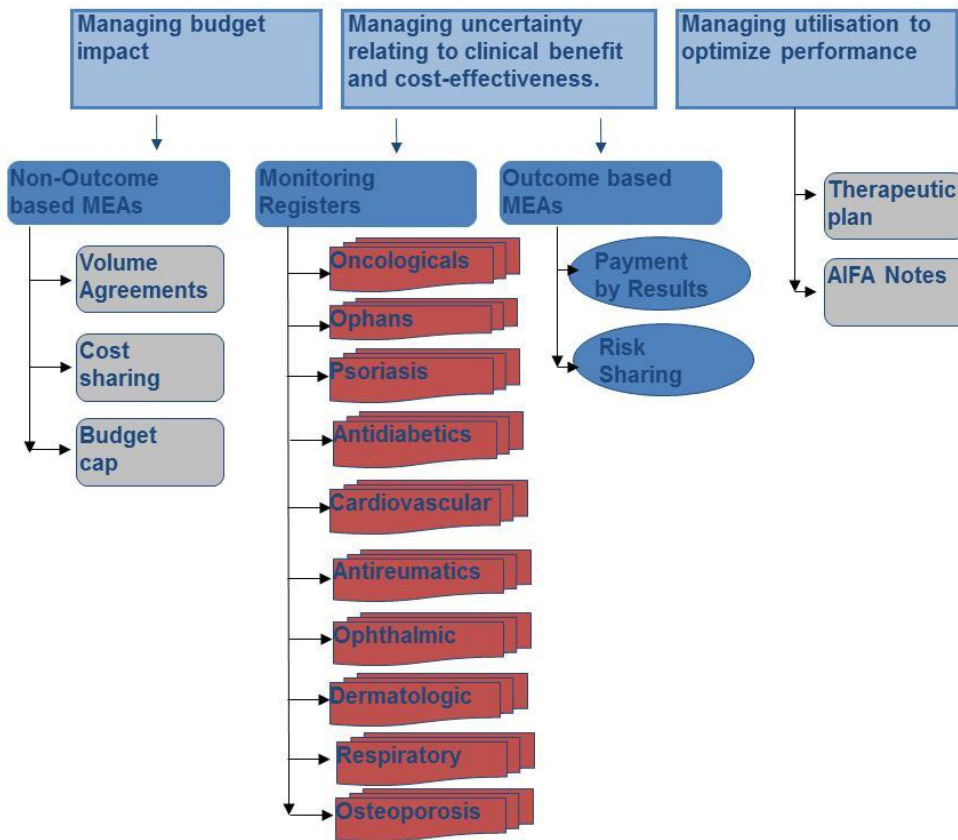 Managing budget
impact
Managing uncertainty
relating to clinical benefit
and cost-effectiveness.
Managing utilisation to
optimize performance
Non-Outcome
based MEAs
Monitoring
Registers
Outcome based
MEAs
Volume
Agreements
Cost
sharing
Budget
cap
Oncologicals
Ophans
Psoriasis
Antidiabetics
Cardiovascular
Antireumatics
Ophthalmic
Dermatologic
Respiratory
Osteoporosis
Payment
by Results
Risk
Sharing
Therapeutic
plan
AIFA Notes